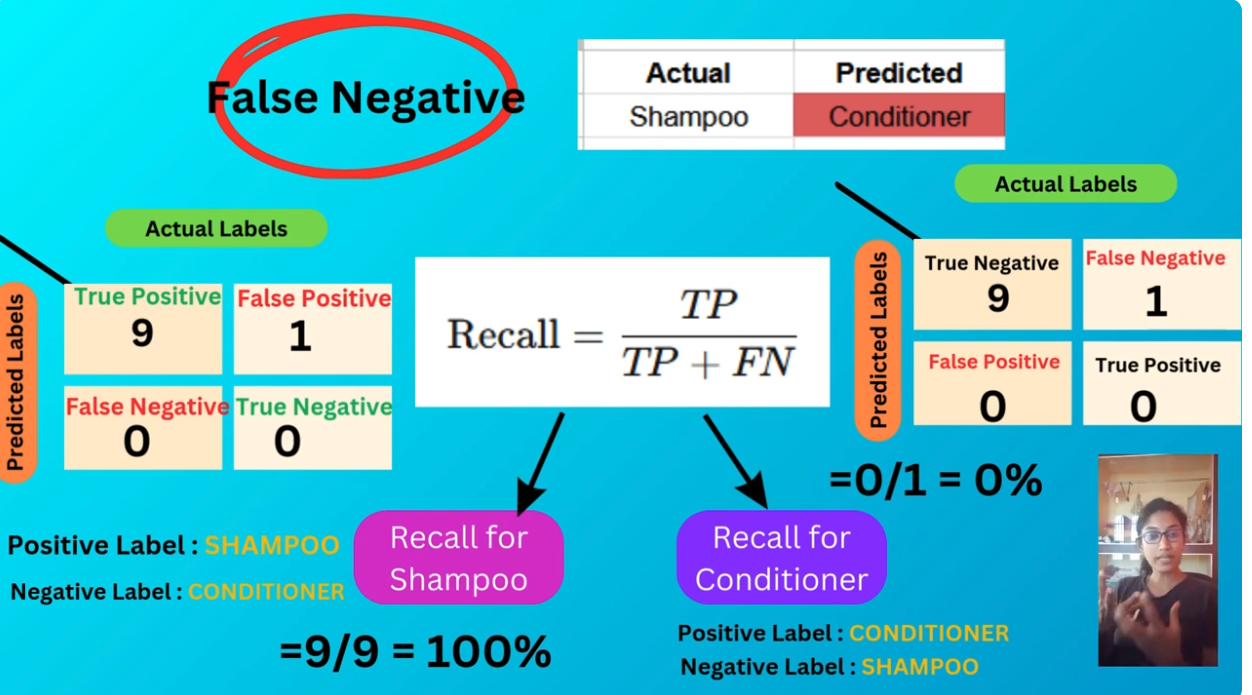 False Negative
Actual Predicted
Shampoo Conditioner
Actual Labels
Predicted Labels
True Positive False Positive
9 1
False Negative True Negative
0 0
Recall = TP / TP + FN
Actual Labels
Predicted Labels
True Negative False Negative
9 1
False Positive True Positive
0 0
Recall for
Shampoo
Positive Label : SHAMPOO
Negative Label : CONDITIONER
=9/9 = 100%
=0/1 = 0%
Recall for
Conditioner
Positive Label : CONDITIONER
Negative Label : SHAMPOO